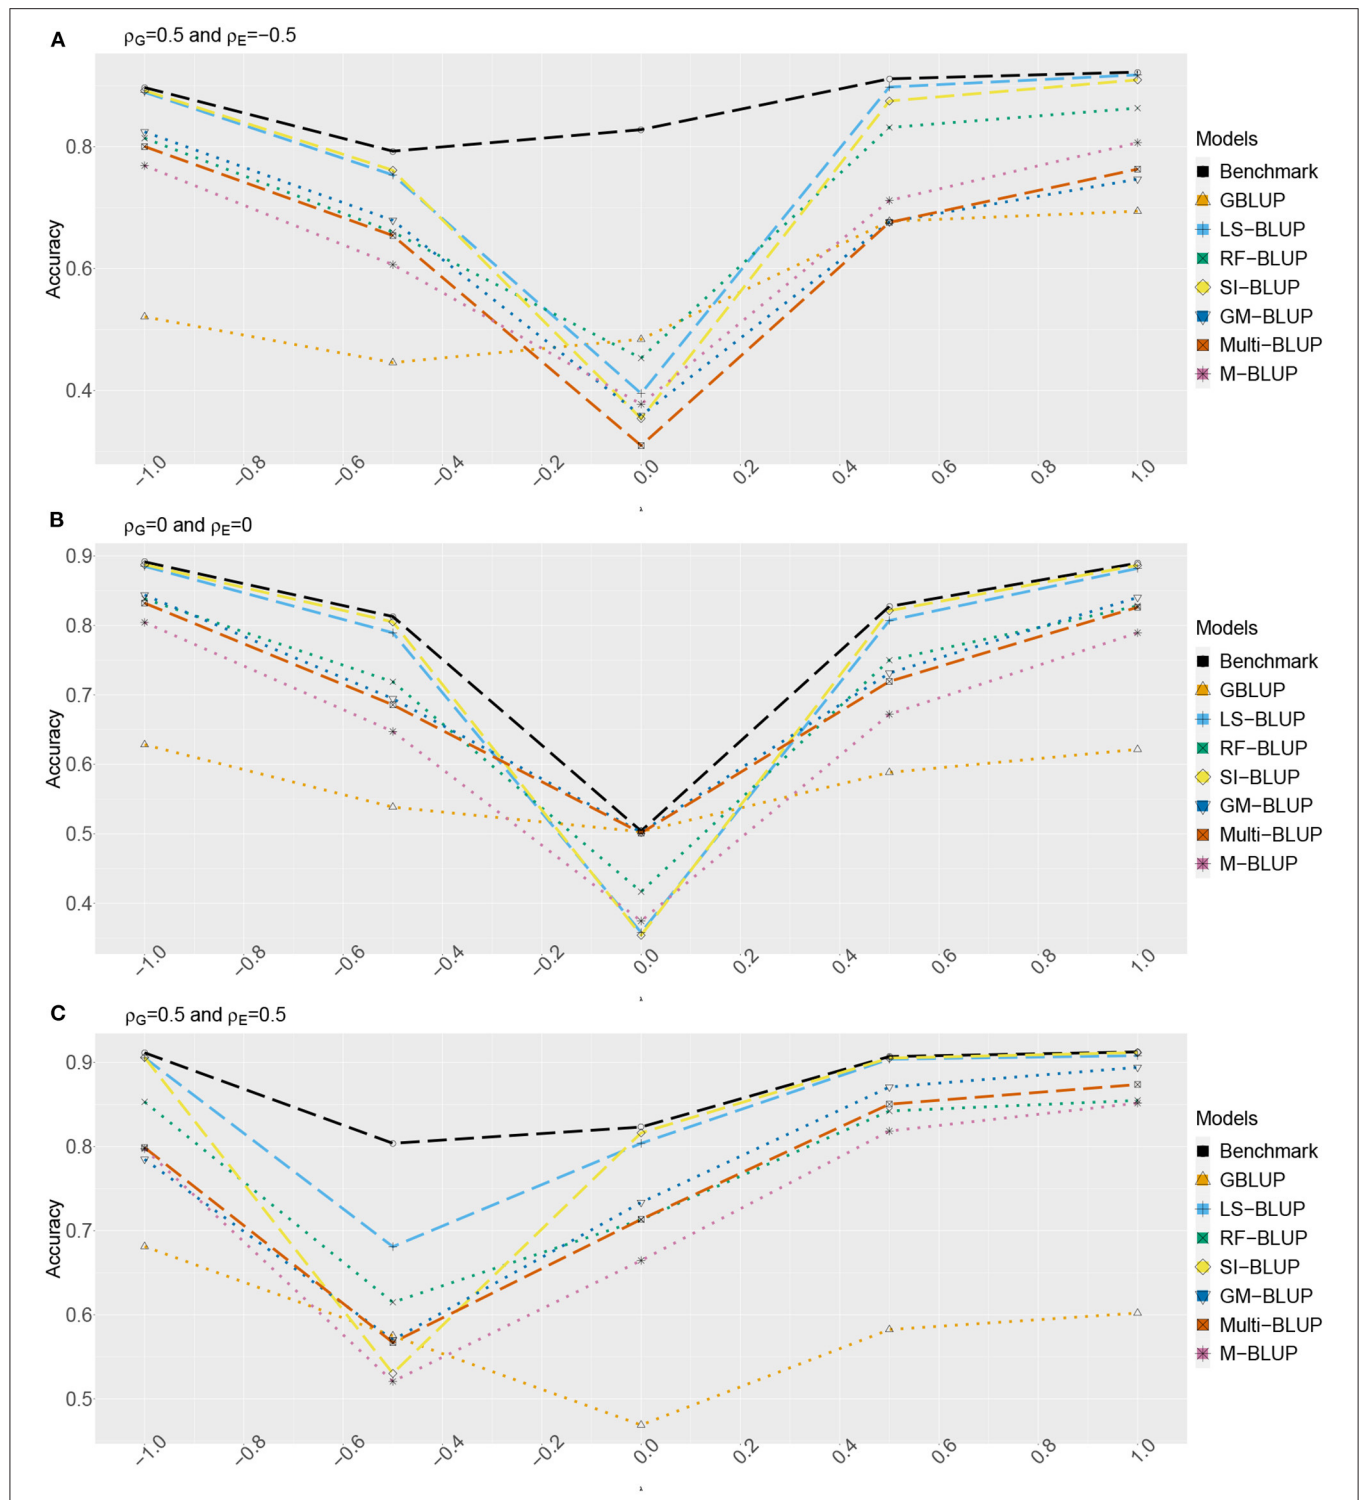 A
ρG=0.5 and ρE=−0.5
Accuracy
0.8
0.6
0.4
−1.0 −0.8 −0.6 −0.4 −0.2 0.0 0.2 0.4 0.6 0.8 1.0
Models
Benchmark
GBLUP
LS−BLUP
RF−BLUP
SI−BLUP
GM−BLUP
Multi−BLUP
M−BLUP
B
ρG=0 and ρE=0
Accuracy
0.9
0.8
0.7
0.6
0.5
0.4
−1.0 −0.8 −0.6 −0.4 −0.2 0.0 0.2 0.4 0.6 0.8 1.0
Models
Benchmark
GBLUP
LS−BLUP
RF−BLUP
SI−BLUP
GM−BLUP
Multi−BLUP
M−BLUP
C
ρG=0.5 and ρE=0.5
Accuracy
0.9
0.8
0.7
0.6
0.5
−1.0 −0.8 −0.6 −0.4 −0.2 0.0 0.2 0.4 0.6 0.8 1.0
Models
Benchmark
GBLUP
LS−BLUP
RF−BLUP
SI−BLUP
GM−BLUP
Multi−BLUP
M−BLUP